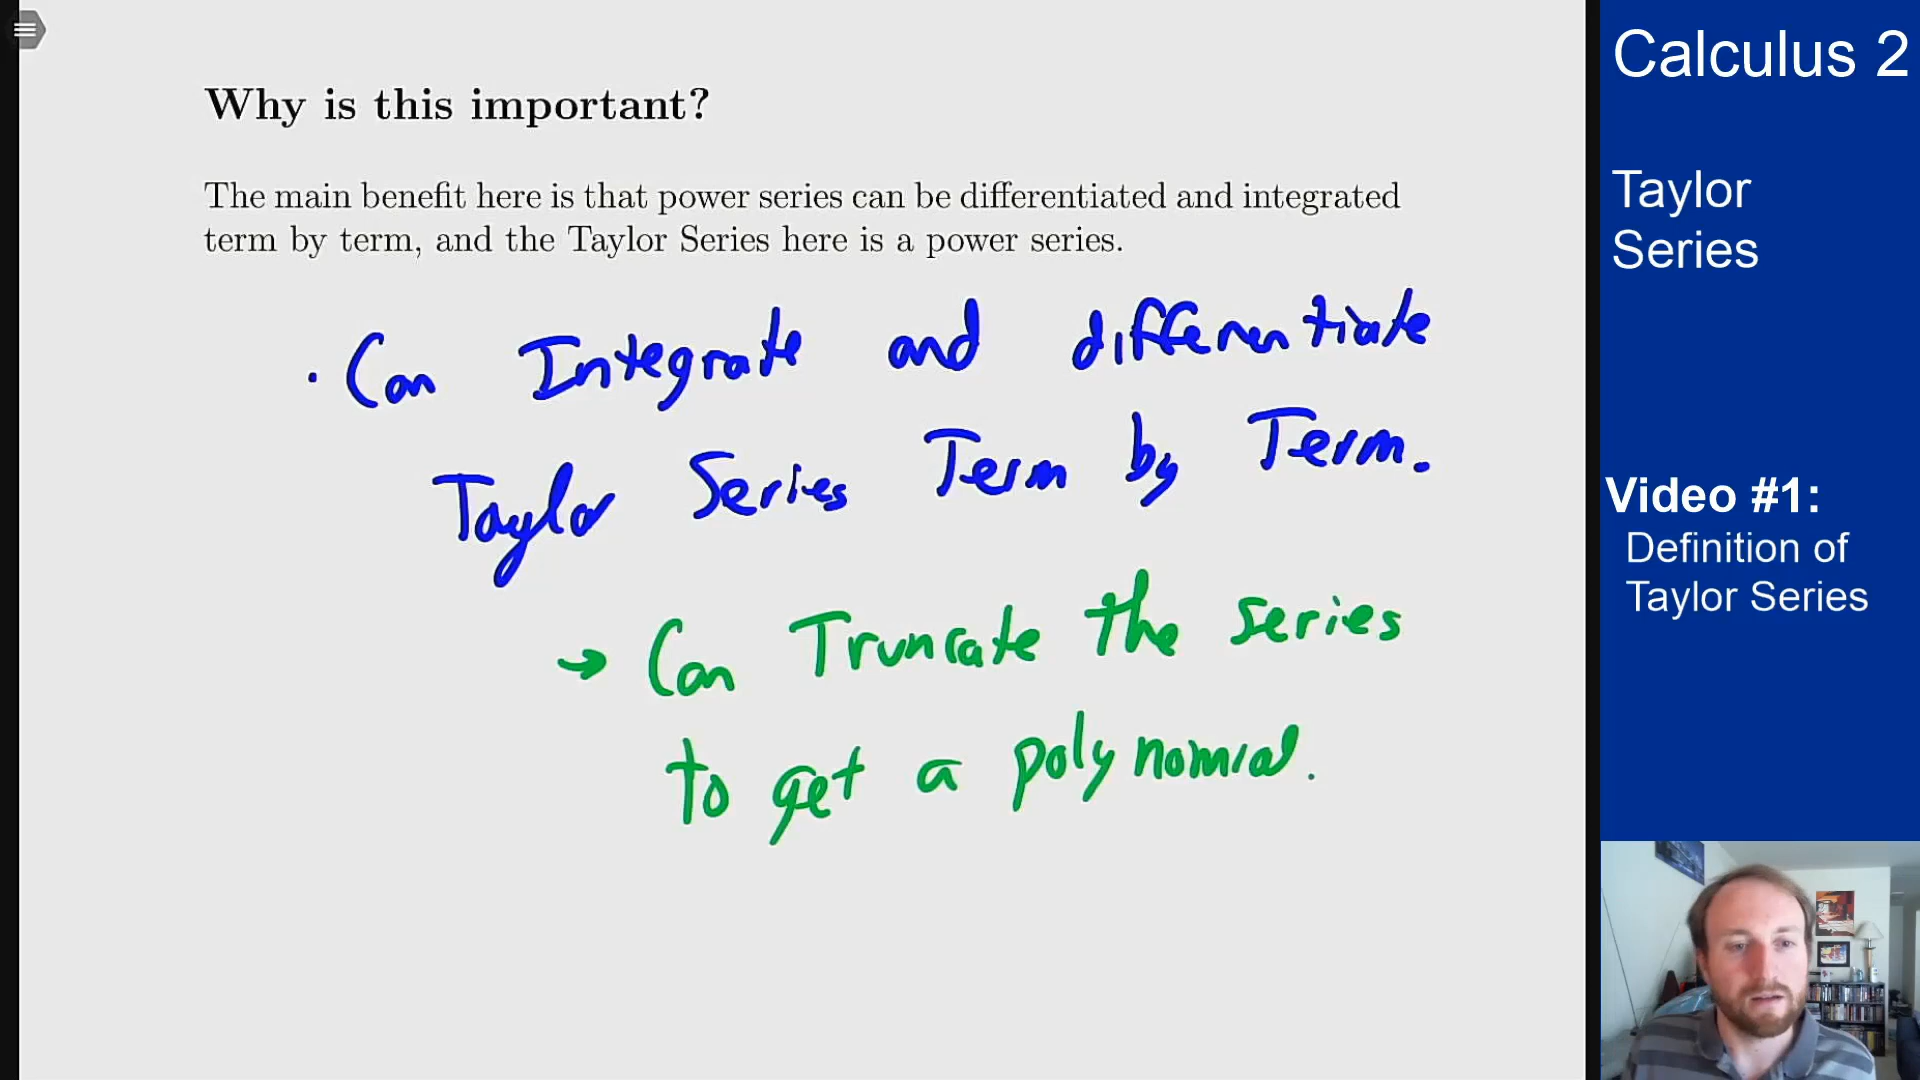 Why is this important?
The main benefit here is that power series can be differentiated and integrated
term by term, and the Taylor Series here is a power series.
· Can Integrate and differentiate
Taylor Series Term by Term.
→ Can Truncate the series
to get a polynomial.
Calculus 2
Taylor
Series
Video #1:
Definition of
Taylor Series